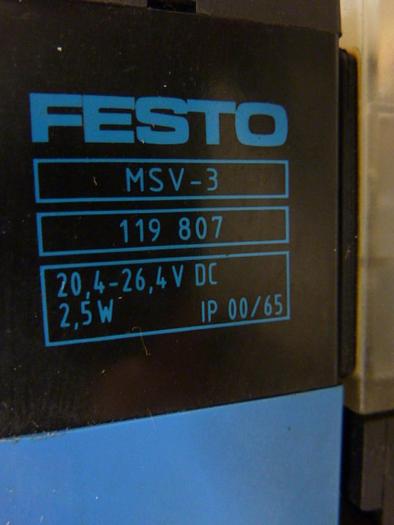 FESTO
MSV-3
119 807
20,4-26,4V DC
2,5W IP 00/65